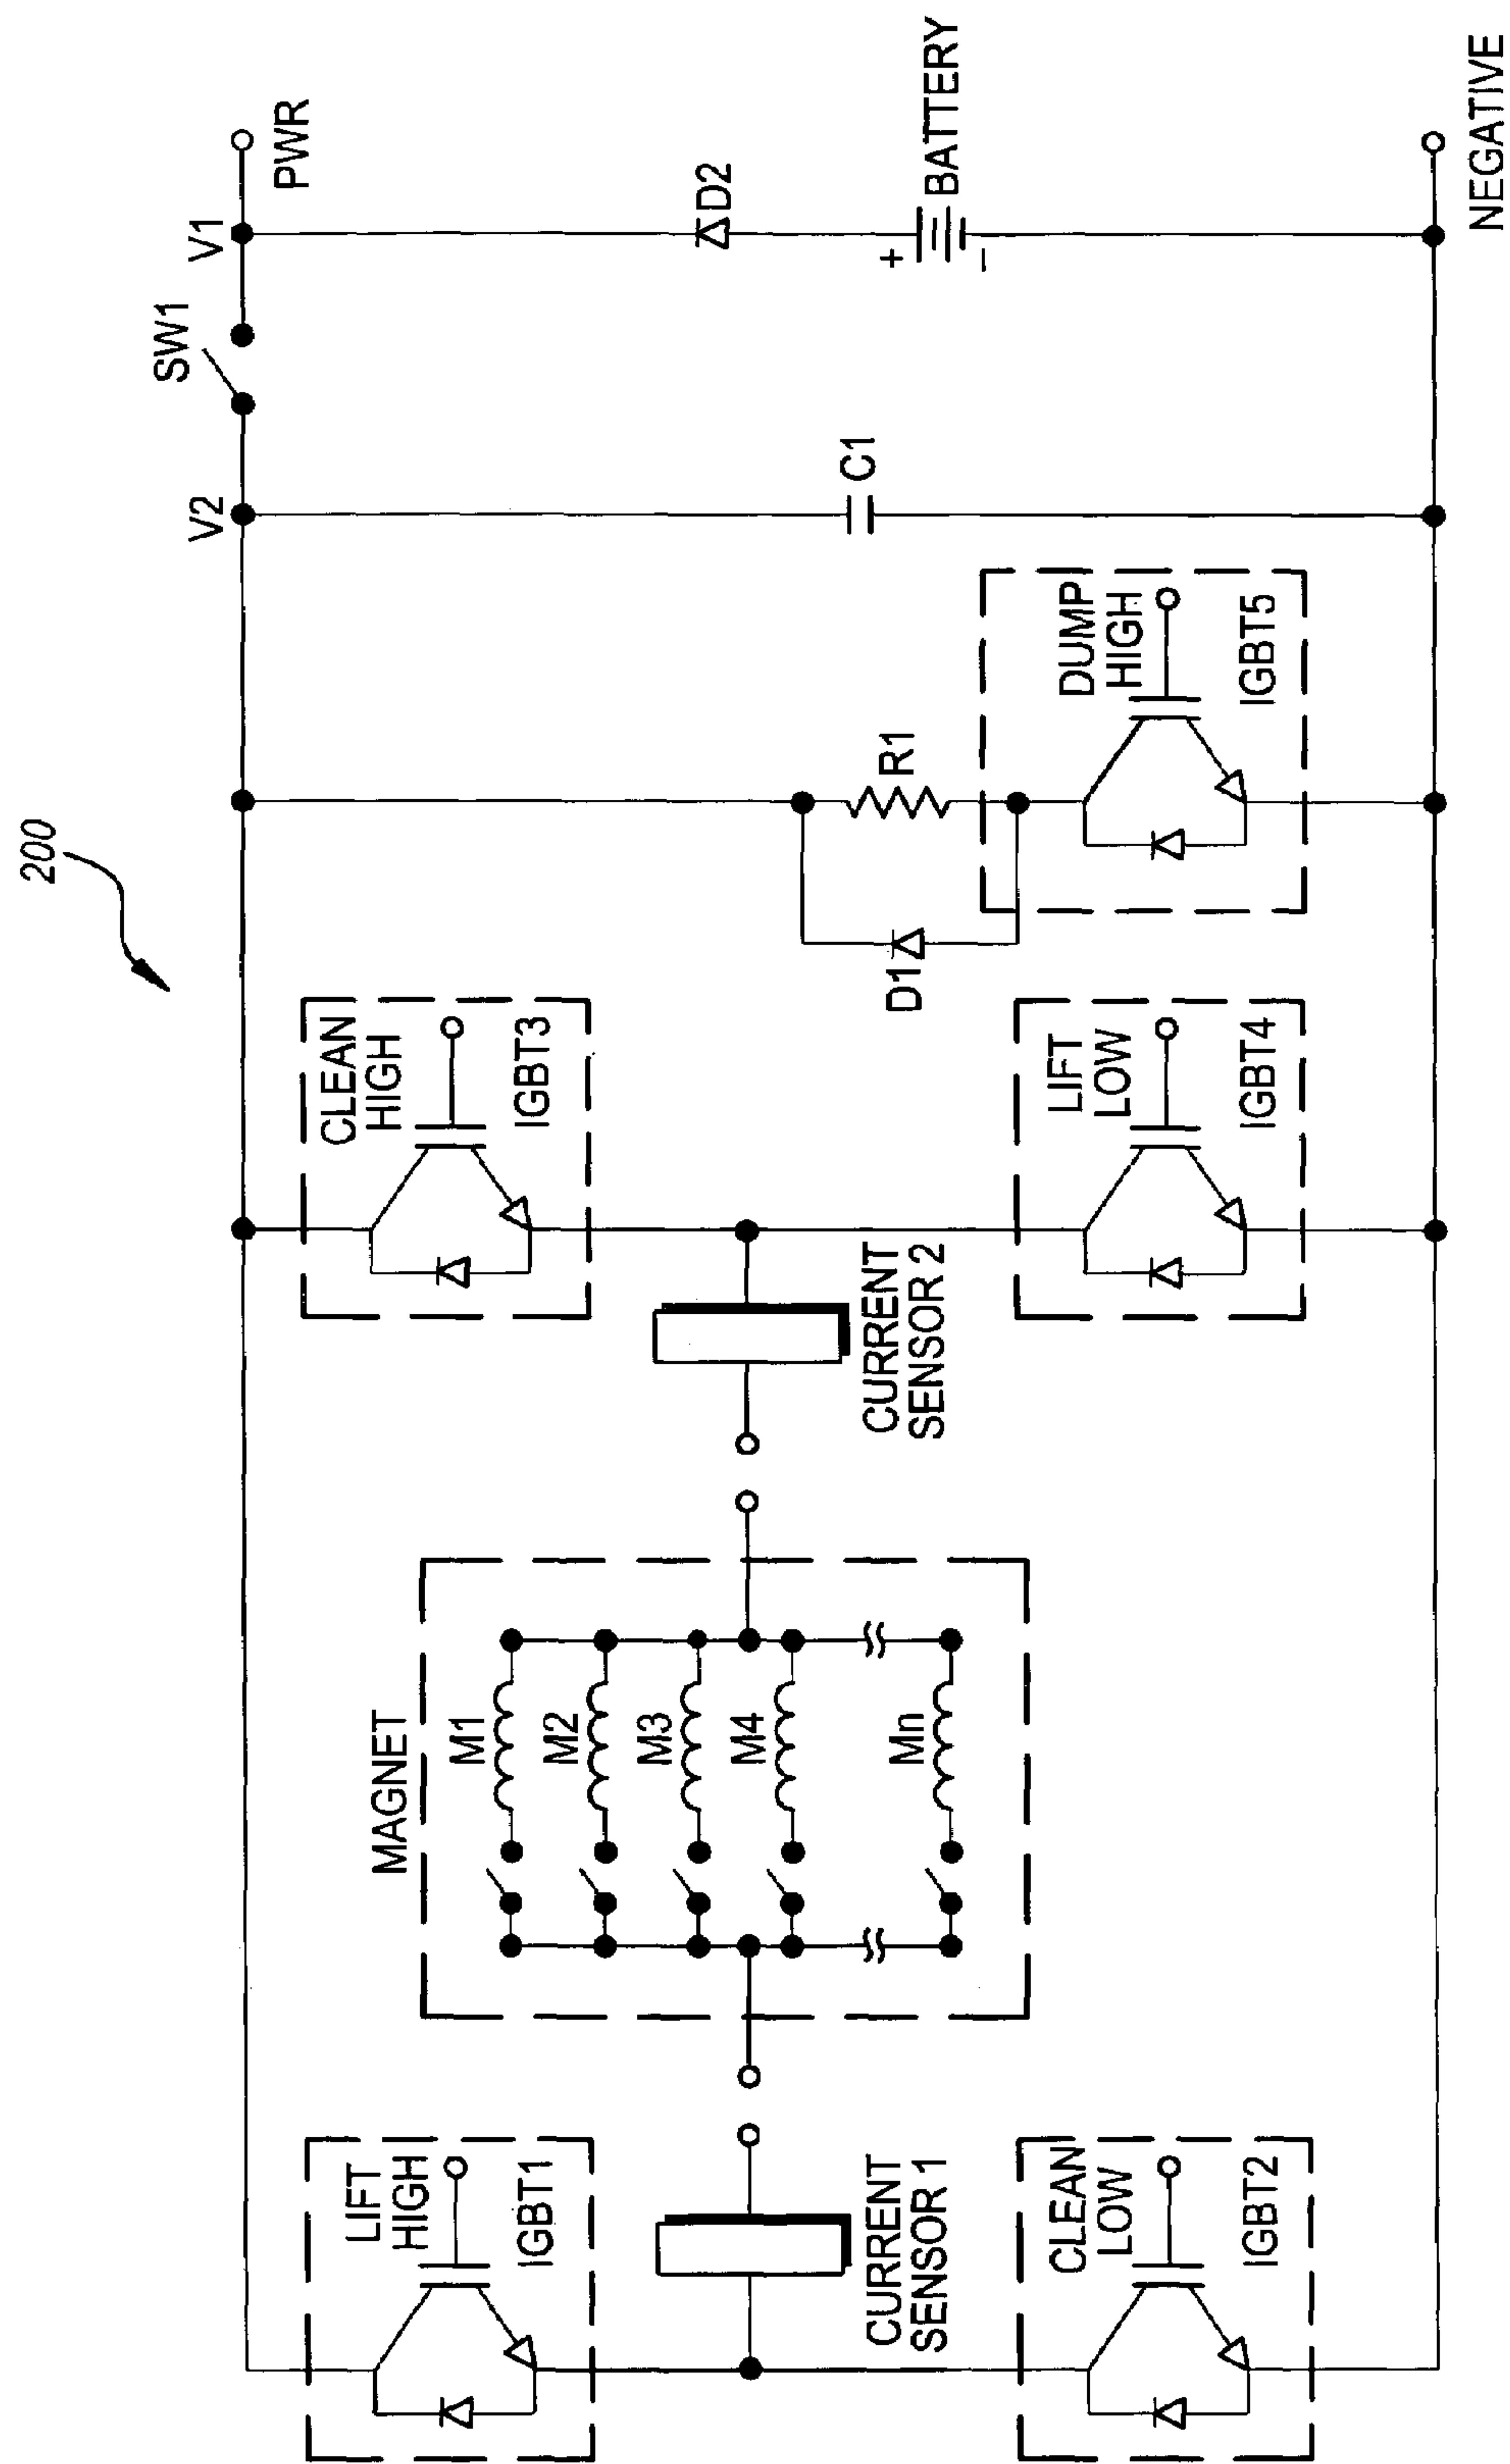 200
PWR
V1
SW1
V2
D2
+
BATTERY
–
NEGATIVE
C1
R1
D1
DUMP
HIGH
IGBT5
CLEAN
HIGH
IGBT3
LIFT
LOW
IGBT4
CURRENT
SENSOR 2
MAGNET
M1
M2
M3
M4
Mn
LIFT
HIGH
IGBT1
CURRENT
SENSOR 1
CLEAN
LOW
IGBT2